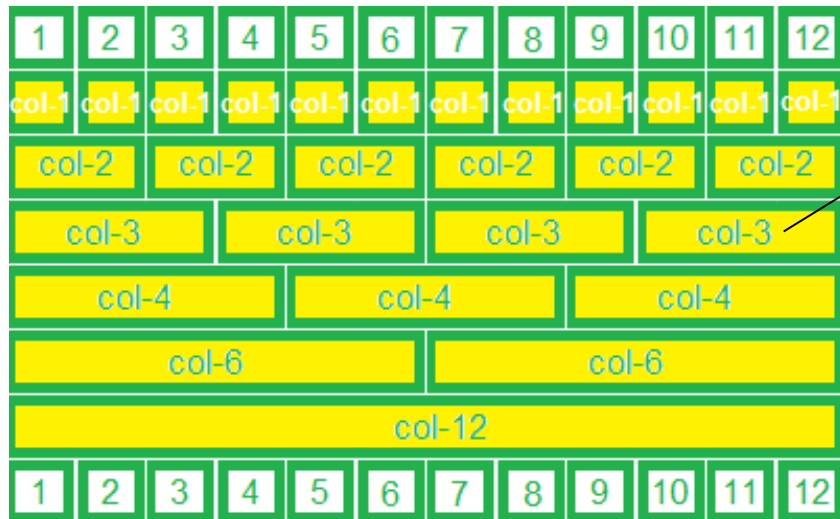 1 2 3 4 5 6 7 8 9 10 11 12
col-1 col-1 col-1 col-1 col-1 col-1 col-1 col-1 col-1 col-1 col-1 col-1
col-2 col-2 col-2 col-2 col-2 col-2
col-3 col-3 col-3 col-3
col-4 col-4 col-4
col-6 col-6
col-12
1 2 3 4 5 6 7 8 9 10 11 12